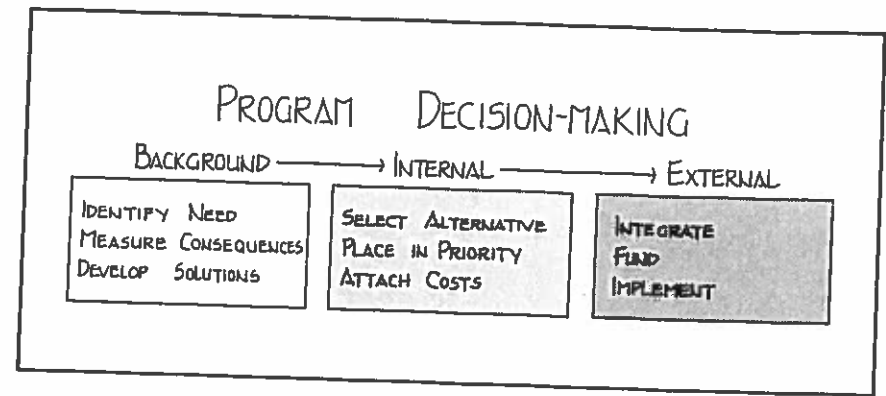 PROGRAM DECISION-MAKING
BACKGROUND INTERNAL EXTERNAL
IDENTIFY NEED
MEASURE CONSEQUENCES
DEVELOP SOLUTIONS
SELECT ALTERNATIVE
PLACE IN PRIORITY
ATTACH COSTS
INTEGRATE
FUND
IMPLEMENT